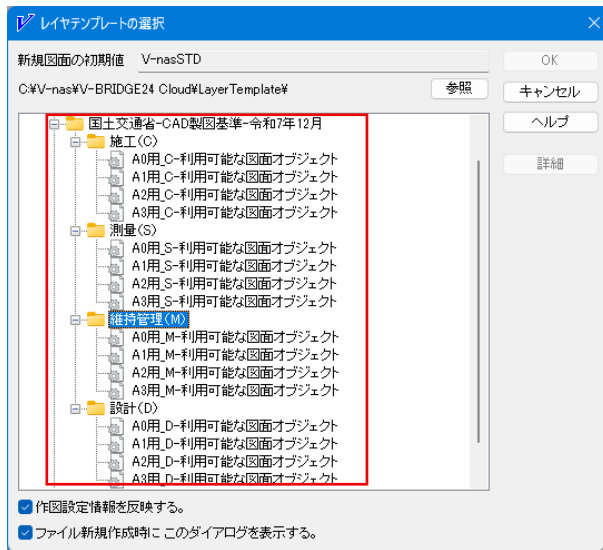 レイヤテンプレートの選択
新規図面の初期値 V-nasSTD
OK
C:¥V-nas¥V-BRIDGE24 Cloud¥LayerTemplate¥
参照
キャンセル
国土交通省-CAD製図基準-令和7年12月
ヘルプ
施工(C)
A0用_C-利用可能な図面オブジェクト
詳細
A1用_C-利用可能な図面オブジェクト
A2用_C-利用可能な図面オブジェクト
A3用_C-利用可能な図面オブジェクト
測量(S)
A0用_S-利用可能な図面オブジェクト
A1用_S-利用可能な図面オブジェクト
A2用_S-利用可能な図面オブジェクト
A3用_S-利用可能な図面オブジェクト
維持管理(M)
A0用_M-利用可能な図面オブジェクト
A1用_M-利用可能な図面オブジェクト
A2用_M-利用可能な図面オブジェクト
A3用_M-利用可能な図面オブジェクト
設計(D)
A0用_D-利用可能な図面オブジェクト
A1用_D-利用可能な図面オブジェクト
A2用_D-利用可能な図面オブジェクト
A3用_D-利用可能な図面オブジェクト
作図設定情報を反映する。
ファイル新規作成時に このダイアログを表示する。